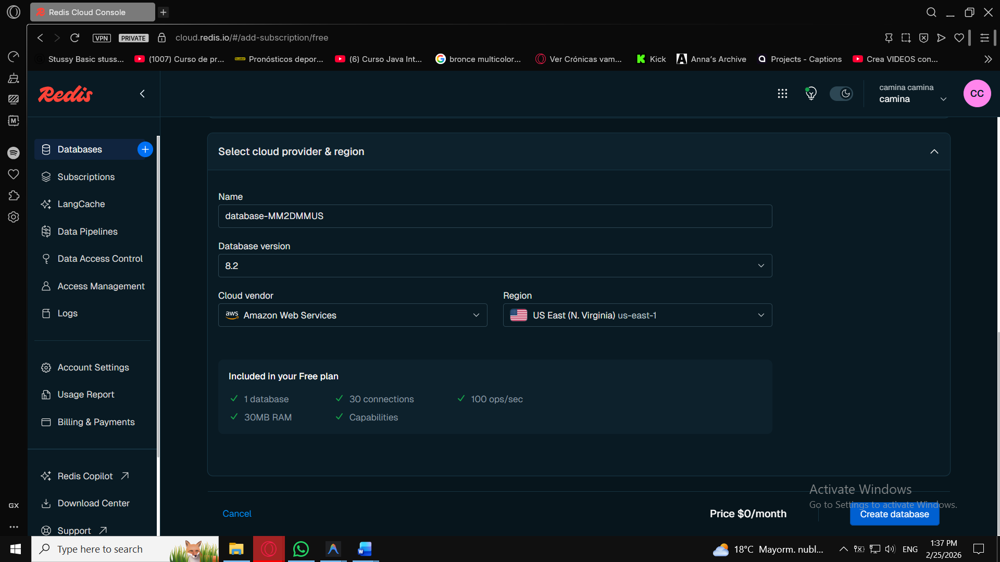 Redis Cloud Console
VPN
PRIVATE
cloud.redis.io/#/add-subscription/free
Stussy Basic stuss...
(1007) Curso de pr...
Pronósticos depor...
(6) Curso Java Int...
bronce multicolor...
Ver Crónicas vam...
Kick
Anna's Archive
Projects - Captions
Crea VIDEOS con...
Redis
camina camina
camina
CC
Databases
Subscriptions
LangCache
Data Pipelines
Data Access Control
Access Management
Logs
Account Settings
Usage Report
Billing & Payments
Redis Copilot
Download Center
Support
Select cloud provider & region
Name
database-MM2DMMUS
Database version
8.2
Cloud vendor
aws Amazon Web Services
Region
US East (N. Virginia) us-east-1
Included in your Free plan
1 database
30 connections
100 ops/sec
30MB RAM
Capabilities
Cancel
Price $0/month
Create database
Activate Windows
Go to Settings to activate Windows.
GX
Type here to search
18°C Mayorm. nubl...
ENG
1:37 PM
2/25/2026